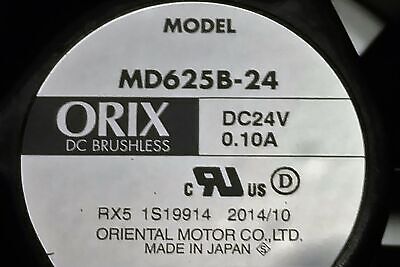 MODEL
MD625B-24
ORIX
DC BRUSHLESS
DC24V
0.10A
c RU US D
RX5 1S19914 2014/10
ORIENTAL MOTOR CO.,LTD.
MADE IN JAPAN S